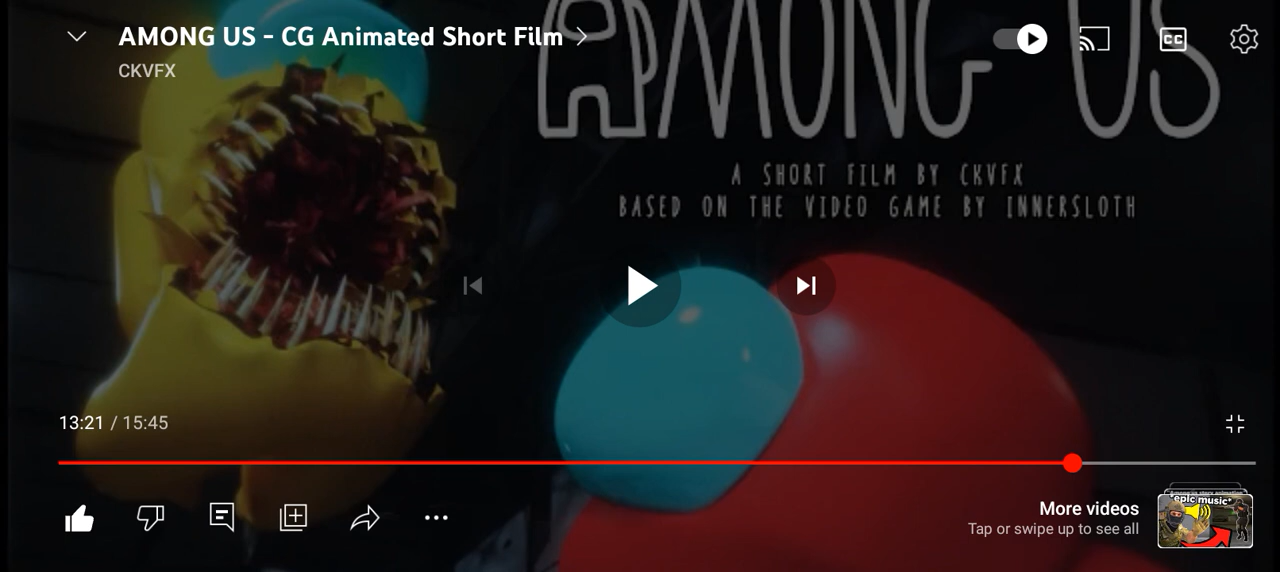 AMONG US - CG Animated Short Film
CKVFX
CC
AMONG US
A SHORT FILM BY CKVFX
BASED ON THE VIDEO GAME BY INNERSLOTH
13:21 / 15:45
More videos
Tap or swipe up to see all
*epic music*